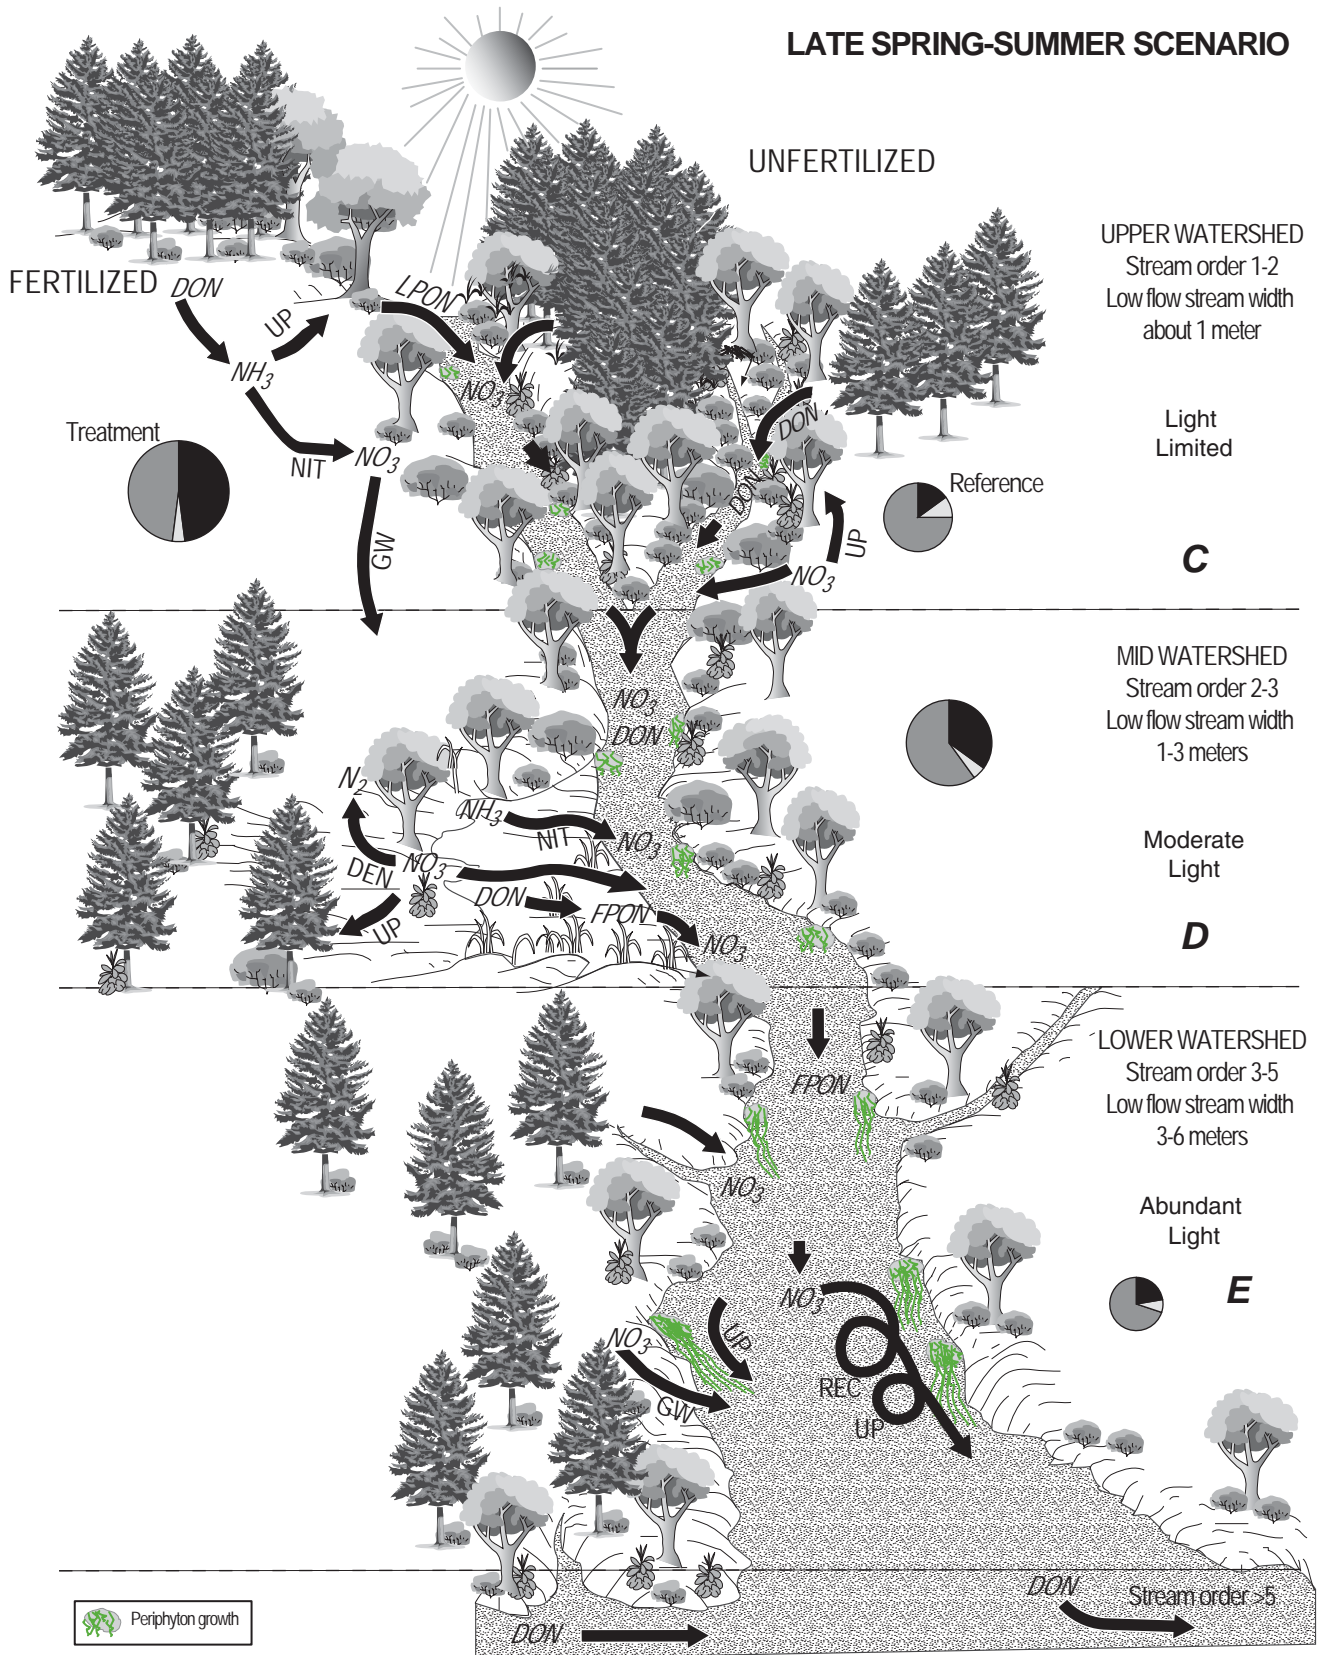 LATE SPRING-SUMMER SCENARIO
UNFERTILIZED
UPPER WATERSHED
Stream order 1-2
Low flow stream width
about 1 meter
FERTILIZED
DON
LPON
UP
NH3
NO3
Light
Limited
DON
Treatment
NIT
NO3
DON
Reference
GW
UP
NO3
C
MID WATERSHED
Stream order 2-3
Low flow stream width
1-3 meters
NO3
DON
N2
NH3
NIT
NO3
Moderate
Light
DEN
NO3
DON
FPON
UP
NO3
D
LOWER WATERSHED
Stream order 3-5
Low flow stream width
3-6 meters
FPON
NO3
Abundant
Light
NO3
E
NO3
UP
REC
GW
UP
DON
Stream order >5
Periphyton growth
DON